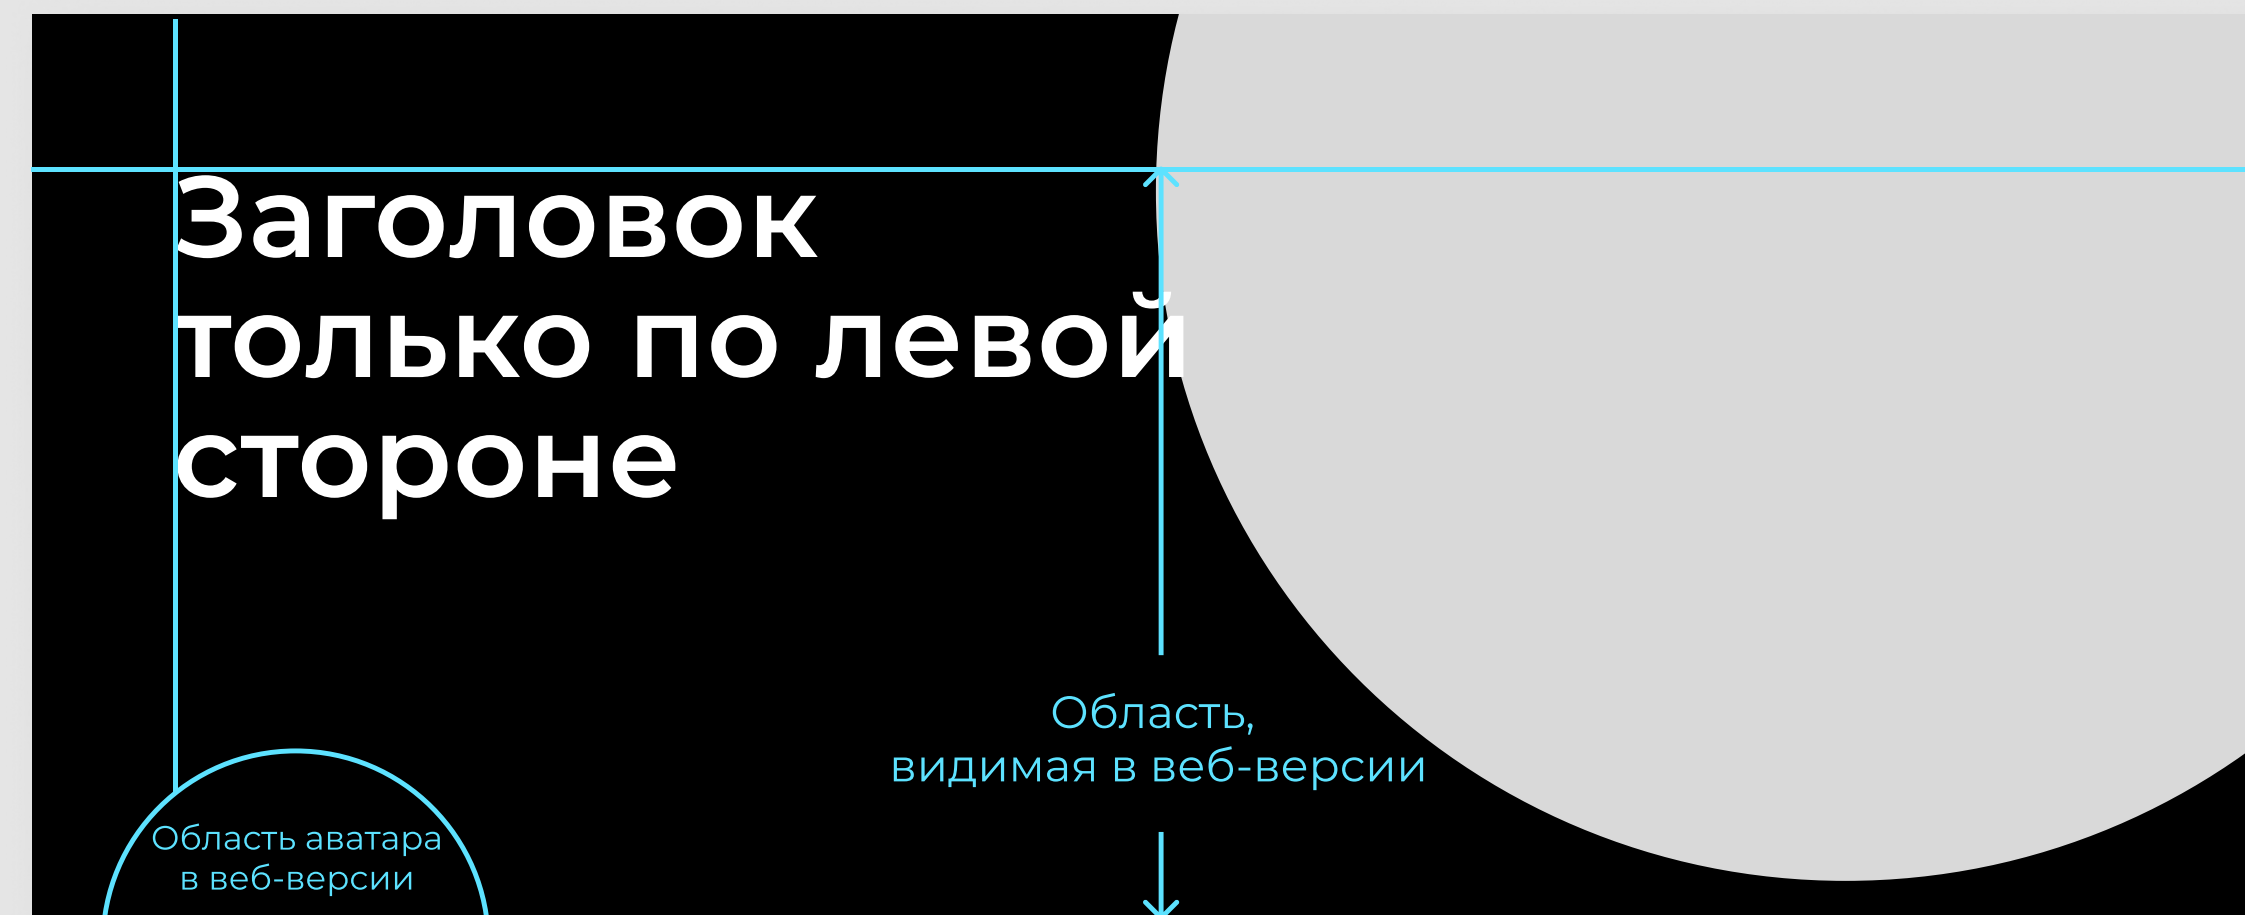 Заголовок
только по левой
стороне
Область,
видимая в веб-версии
Область аватара
в веб-версии